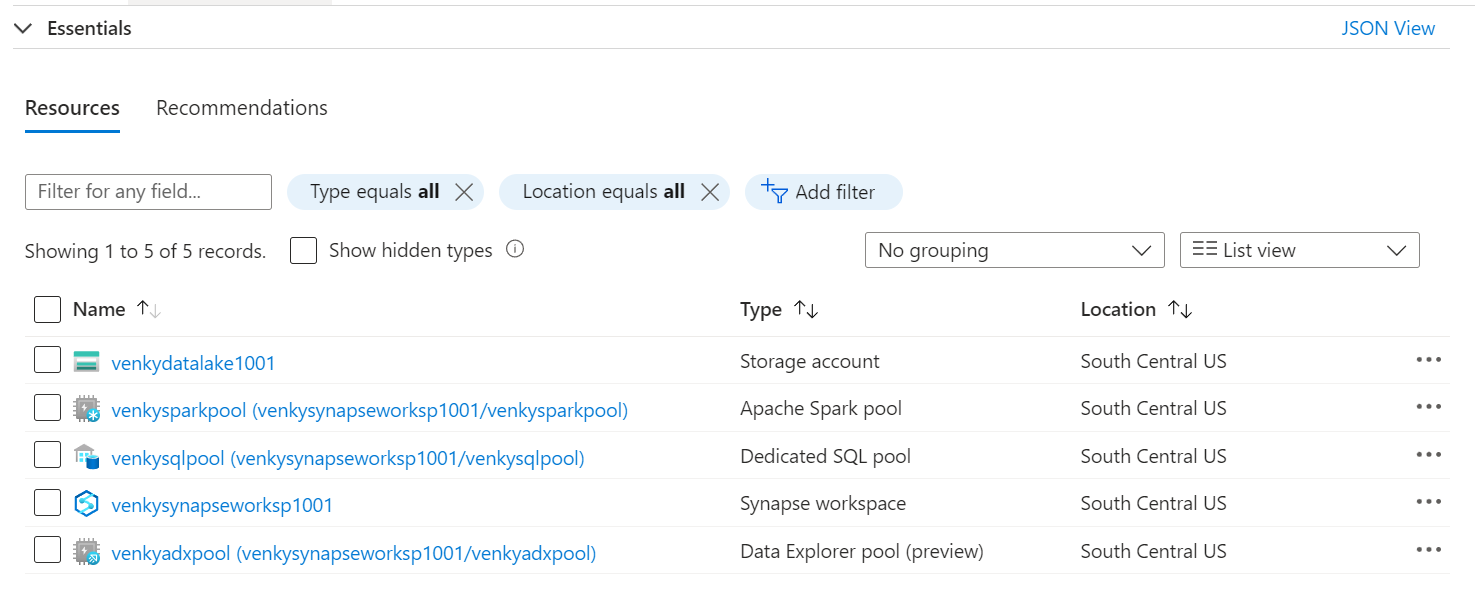 Essentials JSON View
Resources Recommendations
Filter for any field... Type equals all Location equals all Add filter
Showing 1 to 5 of 5 records. Show hidden types No grouping List view
Name Type Location
venkydatalake1001 Storage account South Central US
venkysparkpool (venkysynapseworksp1001/venkysparkpool) Apache Spark pool South Central US
venkysqlpool (venkysynapseworksp1001/venkysqlpool) Dedicated SQL pool South Central US
venkysynapseworksp1001 Synapse workspace South Central US
venkyadxpool (venkysynapseworksp1001/venkyadxpool) Data Explorer pool (preview) South Central US